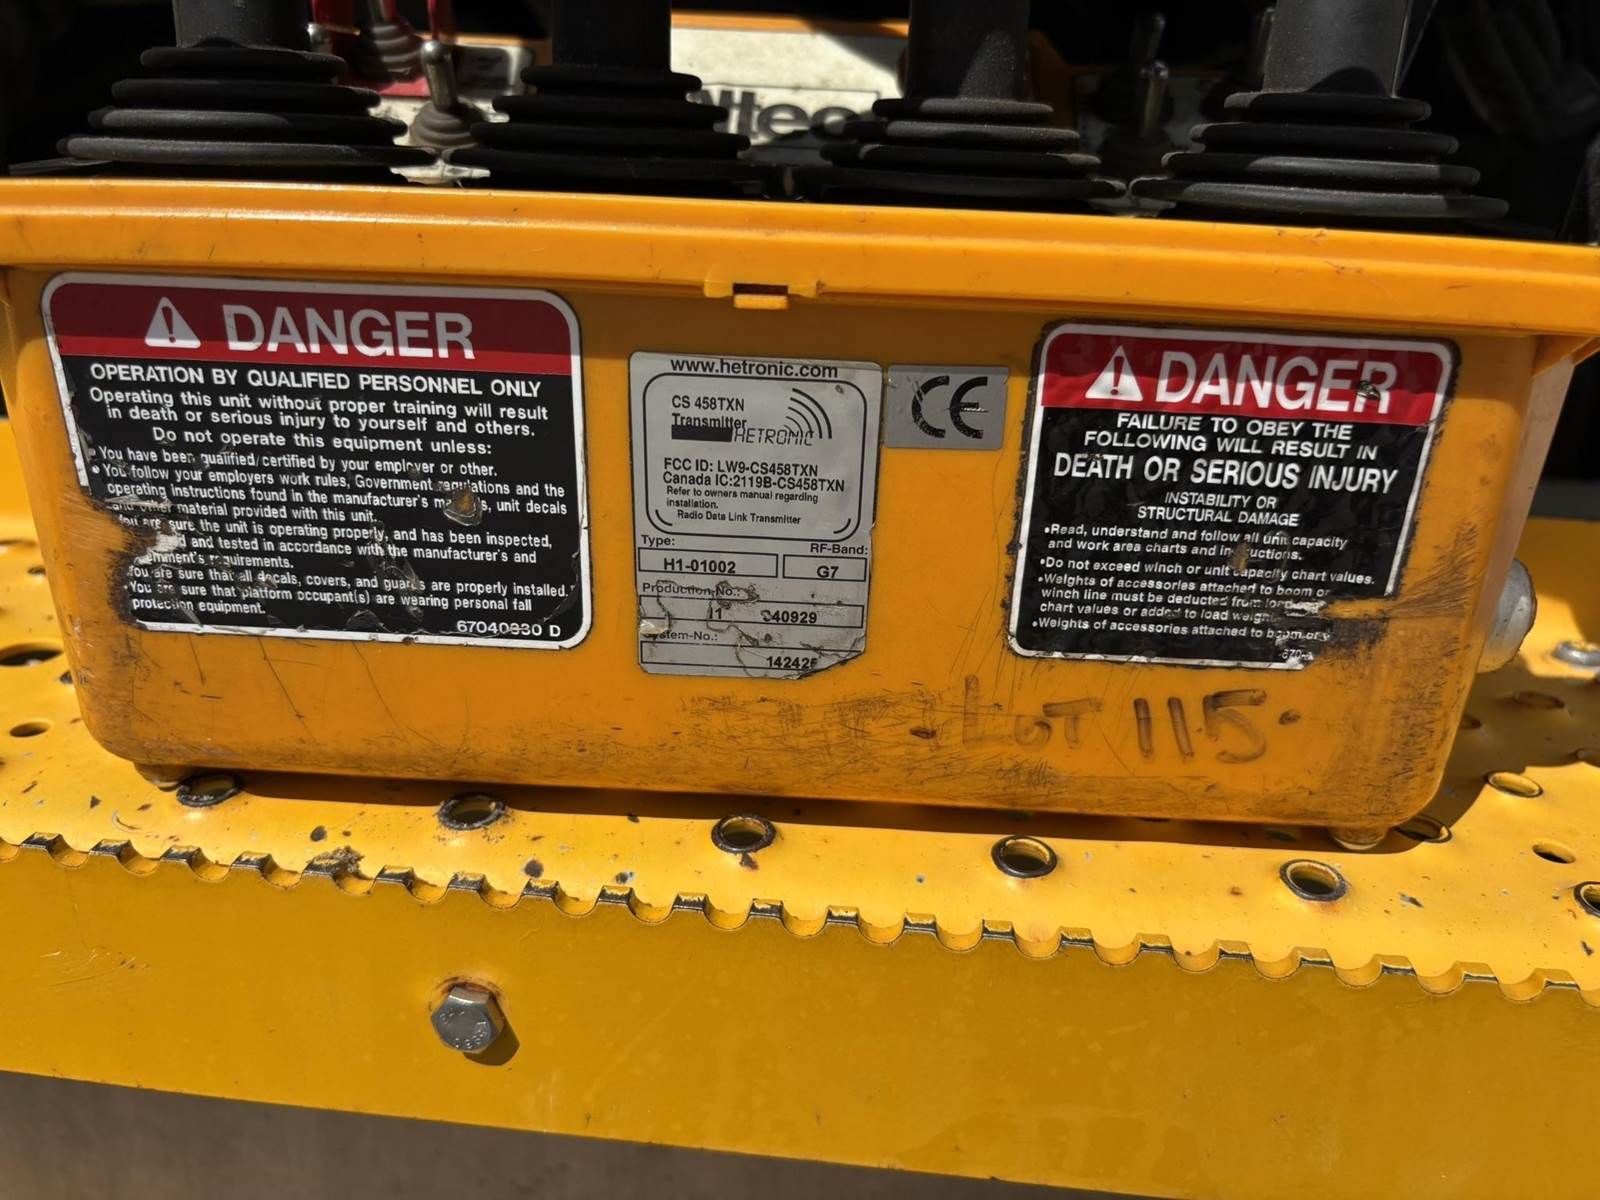 DANGER
OPERATION BY QUALIFIED PERSONNEL ONLY
Operating this unit without proper training will result
in death or serious injury to yourself and others.
Do not operate this equipment unless:
•You have been qualified/certified by your employer or other.
•You follow your employers work rules, Government regulations and the
operating instructions found in the manufacturer's unit decals
and other material provided with this unit.
You are sure the unit is operating properly, and has been inspected,
and tested in accordance with the manufacturer's and
requirements.
You are sure that all decals, covers, and guards are properly installed.
•You are sure that platform occupant(s) are wearing personal fall
protection equipment.
67040930 D
www.hetronic.com
CS 458TXN
Transmitter
HETRONIC
FCC ID: LW9-CS458TXN
Canada IC:2119B-CS458TXN
Refer to owners manual regarding
installation.
Radio Data Link Transmitter
Type:
RF-Band:
H1-01002
G7
Production-No.:
40929
System-No.:
14242
CE
DANGER
FAILURE TO OBEY THE
FOLLOWING WILL RESULT IN
DEATH OR SERIOUS INJURY
INSTABILITY OR
STRUCTURAL DAMAGE
•Read, understand and follow all unit capacity
and work area charts and instructions.
•Do not exceed winch or unit capacity chart values.
•Weights of accessories attached to boom or
winch line must be deducted from
chart values or added to load
•Weights of accessories attached to boom or
LOT 115